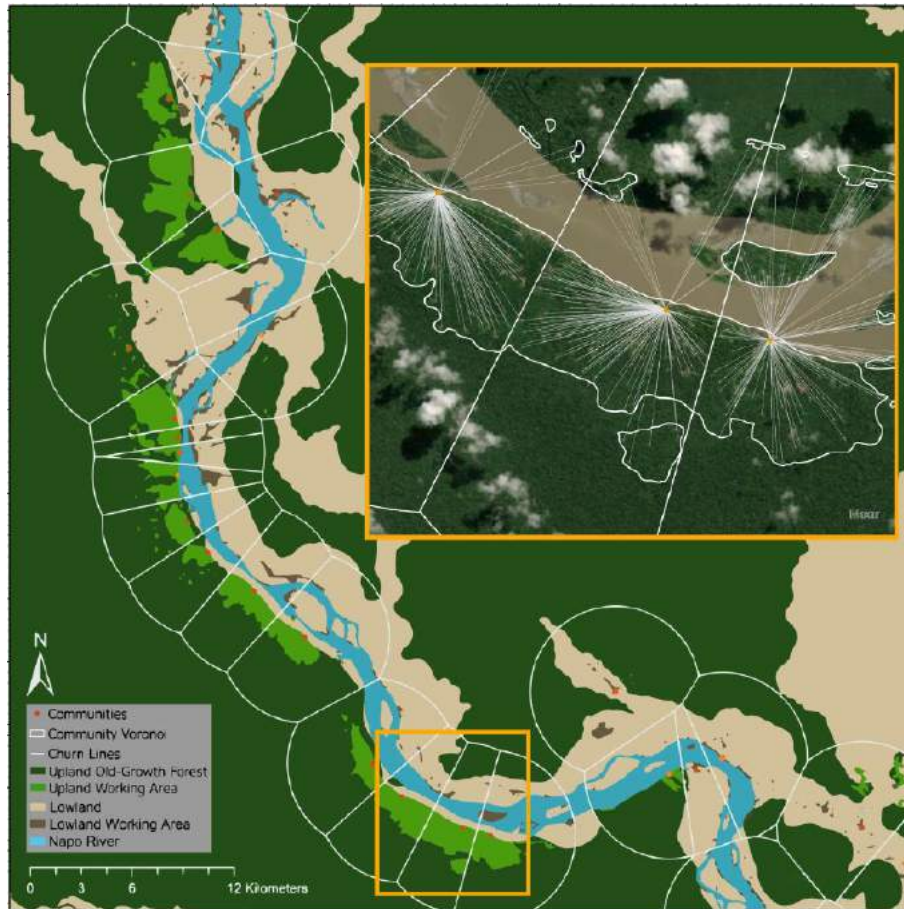 N
Communities
Community Voronoi
Churn Lines
Upland Old-Growth Forest
Upland Working Area
Lowland
Lowland Working Area
Napo River
0 3 6 12 Kilometers